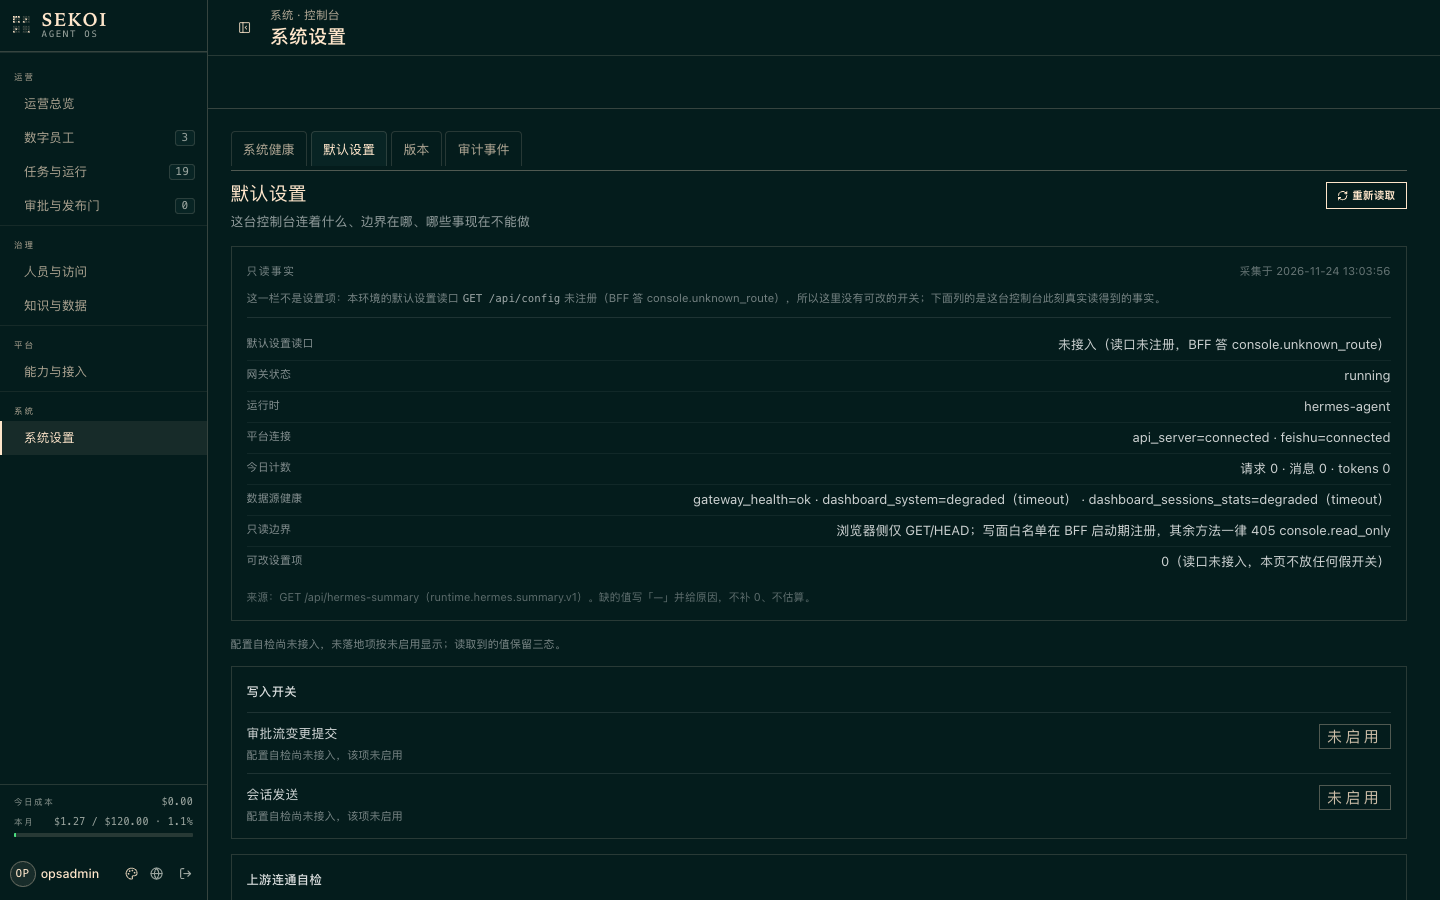 SEKOI
AGENT OS
运营
运营总览
数字员工 3
任务与运行 19
审批与发布门 0
治理
人员与访问
知识与数据
平台
能力与接入
系统
系统设置
今日成本 $0.00
本月 $1.27 / $120.00 · 1.1%
OP opsadmin
系统 · 控制台
系统设置
系统健康 默认设置 版本 审计事件
默认设置
这台控制台连着什么、边界在哪、哪些事现在不能做
重新读取
只读事实 采集于 2026-11-24 13:03:56
这一栏不是设置项：本环境的默认设置读口 GET /api/config 未注册（BFF 答 console.unknown_route），所以这里没有可改的开关；下面列的是这台控制台此刻真实读得到的事实。
默认设置读口 未接入（读口未注册，BFF 答 console.unknown_route）
网关状态 running
运行时 hermes-agent
平台连接 api_server=connected · feishu=connected
今日计数 请求 0 · 消息 0 · tokens 0
数据源健康 gateway_health=ok · dashboard_system=degraded（timeout） · dashboard_sessions_stats=degraded（timeout）
只读边界 浏览器侧仅 GET/HEAD；写面白名单在 BFF 启动期注册，其余方法一律 405 console.read_only
可改设置项 0（读口未接入，本页不放任何假开关）
来源：GET /api/hermes-summary（runtime.hermes.summary.v1）。缺的值写「—」并给原因，不补 0、不估算。
配置自检尚未接入，未落地项按未启用显示；读取到的值保留三态。
写入开关
审批流变更提交
配置自检尚未接入，该项未启用
未启用
会话发送
配置自检尚未接入，该项未启用
未启用
上游连通自检